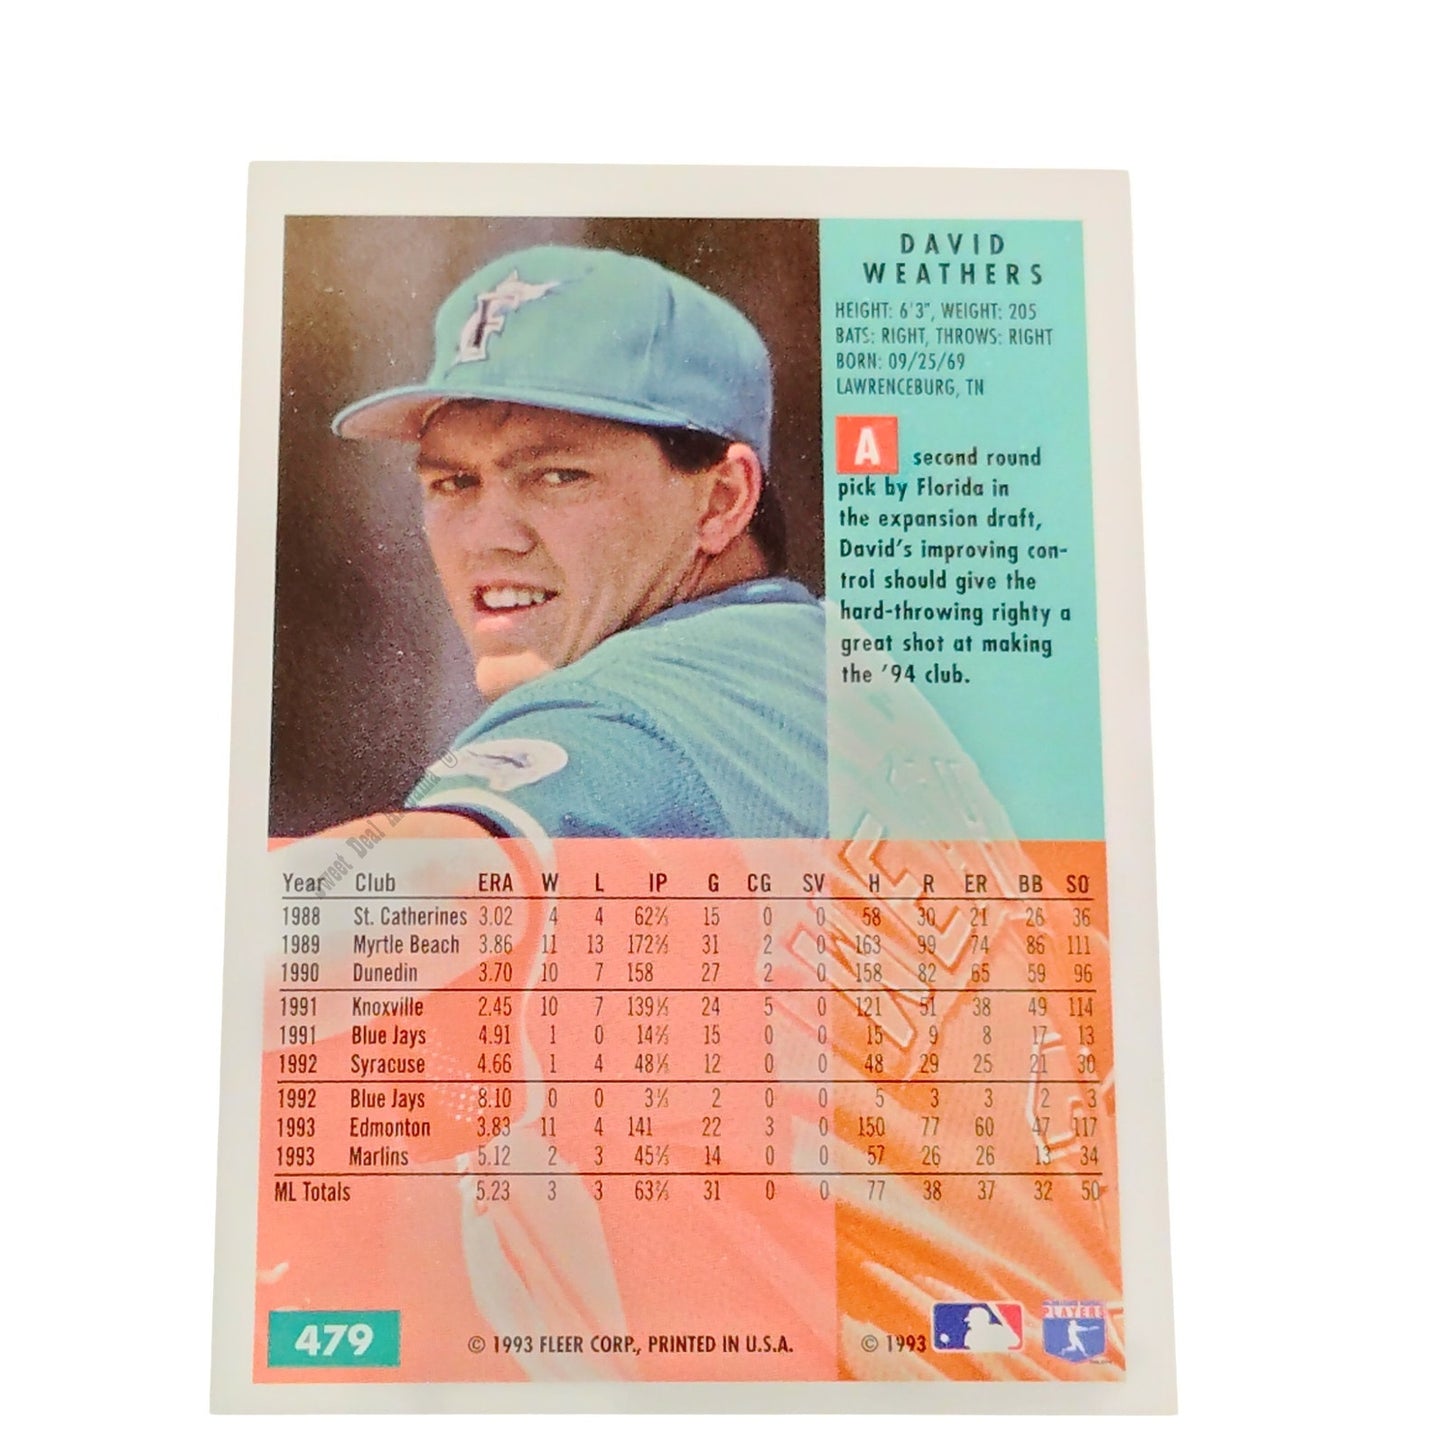 DAVID
WEATHERS
HEIGHT: 6'3", WEIGHT: 205
BATS: RIGHT, THROWS: RIGHT
BORN: 09/25/69
LAWRENCEBURG, TN
A second round
pick by Florida in
the expansion draft,
David's improving con-
trol should give the
hard-throwing righty a
great shot at making
the '94 club.
F
Sweet Deal
Year Club ERA W L IP G CG SV H R ER BB SO
1988 St. Catherines 3.02 4 4 62⅔ 15 0 0 58 30 21 26 36
1989 Myrtle Beach 3.86 11 13 172⅔ 31 2 0 163 99 74 86 111
1990 Dunedin 3.70 10 7 158 27 2 0 158 82 65 59 96
1991 Knoxville 2.45 10 7 139⅓ 24 5 0 121 51 38 49 114
1991 Blue Jays 4.91 1 0 14⅔ 15 0 0 15 9 8 17 13
1992 Syracuse 4.66 1 4 48⅓ 12 0 0 48 29 25 21 30
1992 Blue Jays 8.10 0 0 3⅓ 2 0 0 5 3 3 2 3
1993 Edmonton 3.83 11 4 141 22 3 0 150 77 60 47 117
1993 Marlins 5.12 2 3 45⅔ 14 0 0 57 26 26 13 34
ML Totals 5.23 3 3 63⅔ 31 0 0 77 38 37 32 50
479
© 1993 FLEER CORP., PRINTED IN U.S.A.
© 1993
PLAYERS